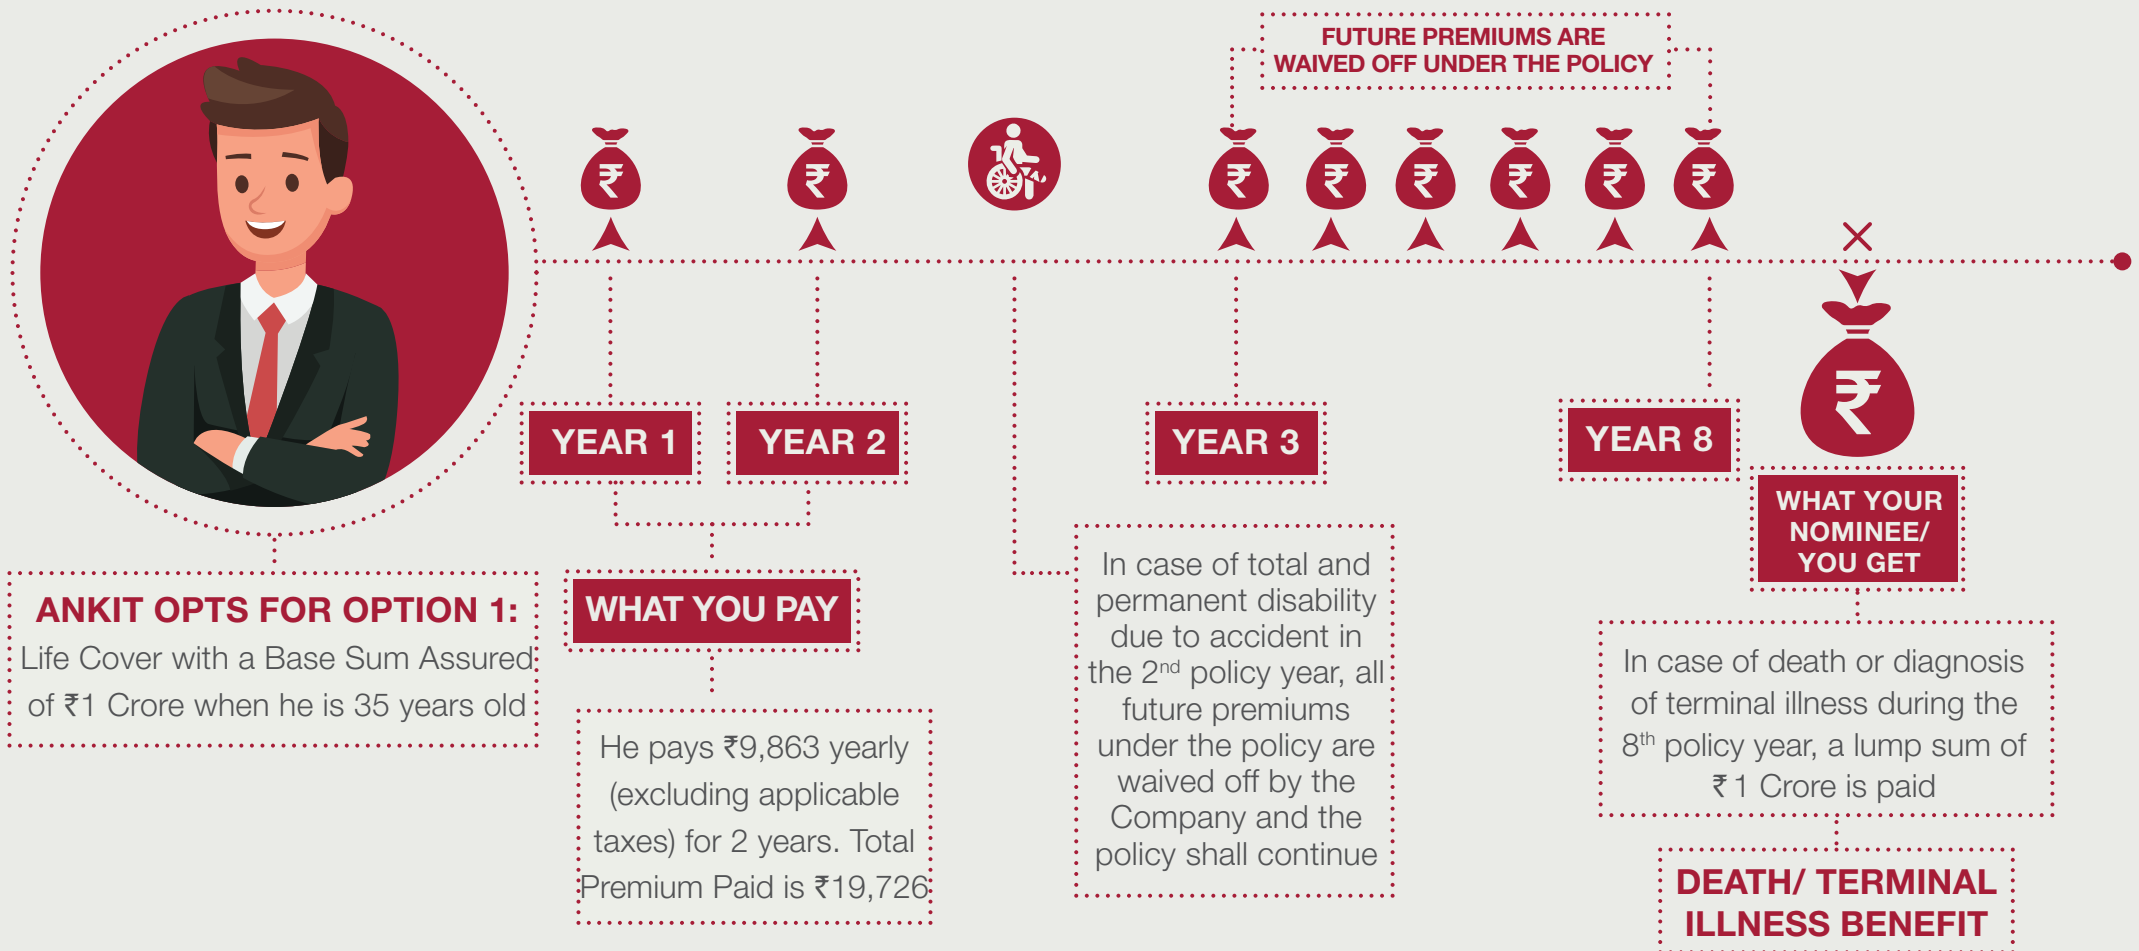 FUTURE PREMIUMS ARE
WAIVED OFF UNDER THE POLICY
₹
₹
₹
₹
₹
₹
₹
₹
₹
YEAR 1
YEAR 2
YEAR 3
YEAR 8
WHAT YOUR
NOMINEE/
YOU GET
ANKIT OPTS FOR OPTION 1:
Life Cover with a Base Sum Assured
of ₹1 Crore when he is 35 years old
WHAT YOU PAY
He pays ₹9,863 yearly
(excluding applicable
taxes) for 2 years. Total
Premium Paid is ₹19,726
In case of total and
permanent disability
due to accident in
the 2nd policy year, all
future premiums
under the policy are
waived off by the
Company and the
policy shall continue
In case of death or diagnosis
of terminal illness during the
8th policy year, a lump sum of
₹ 1 Crore is paid
DEATH/ TERMINAL
ILLNESS BENEFIT